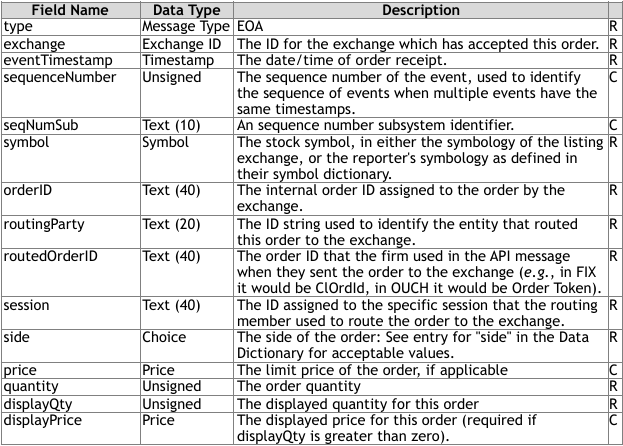 Field Name Data Type Description
type Message Type EOA R
exchange Exchange ID The ID for the exchange which has accepted this order. R
eventTimestamp Timestamp The date/time of order receipt. R
sequenceNumber Unsigned The sequence number of the event, used to identify C
the sequence of events when multiple events have the
same timestamps.
seqNumSub Text (10) An sequence number subsystem identifier. C
symbol Symbol The stock symbol, in either the symbology of the listing R
exchange, or the reporter's symbology as defined in
their symbol dictionary.
orderID Text (40) The internal order ID assigned to the order by the R
exchange.
routingParty Text (20) The ID string used to identify the entity that routed R
this order to the exchange.
routedOrderID Text (40) The order ID that the firm used in the API message R
when they sent the order to the exchange (e.g., in FIX
it would be ClOrdId, in OUCH it would be Order Token).
session Text (40) The ID assigned to the specific session that the routing R
member used to route the order to the exchange.
side Choice The side of the order: See entry for "side" in the Data R
Dictionary for acceptable values.
price Price The limit price of the order, if applicable C
quantity Unsigned The order quantity R
displayQty Unsigned The displayed quantity for this order R
displayPrice Price The displayed price for this order (required if C
displayQty is greater than zero).